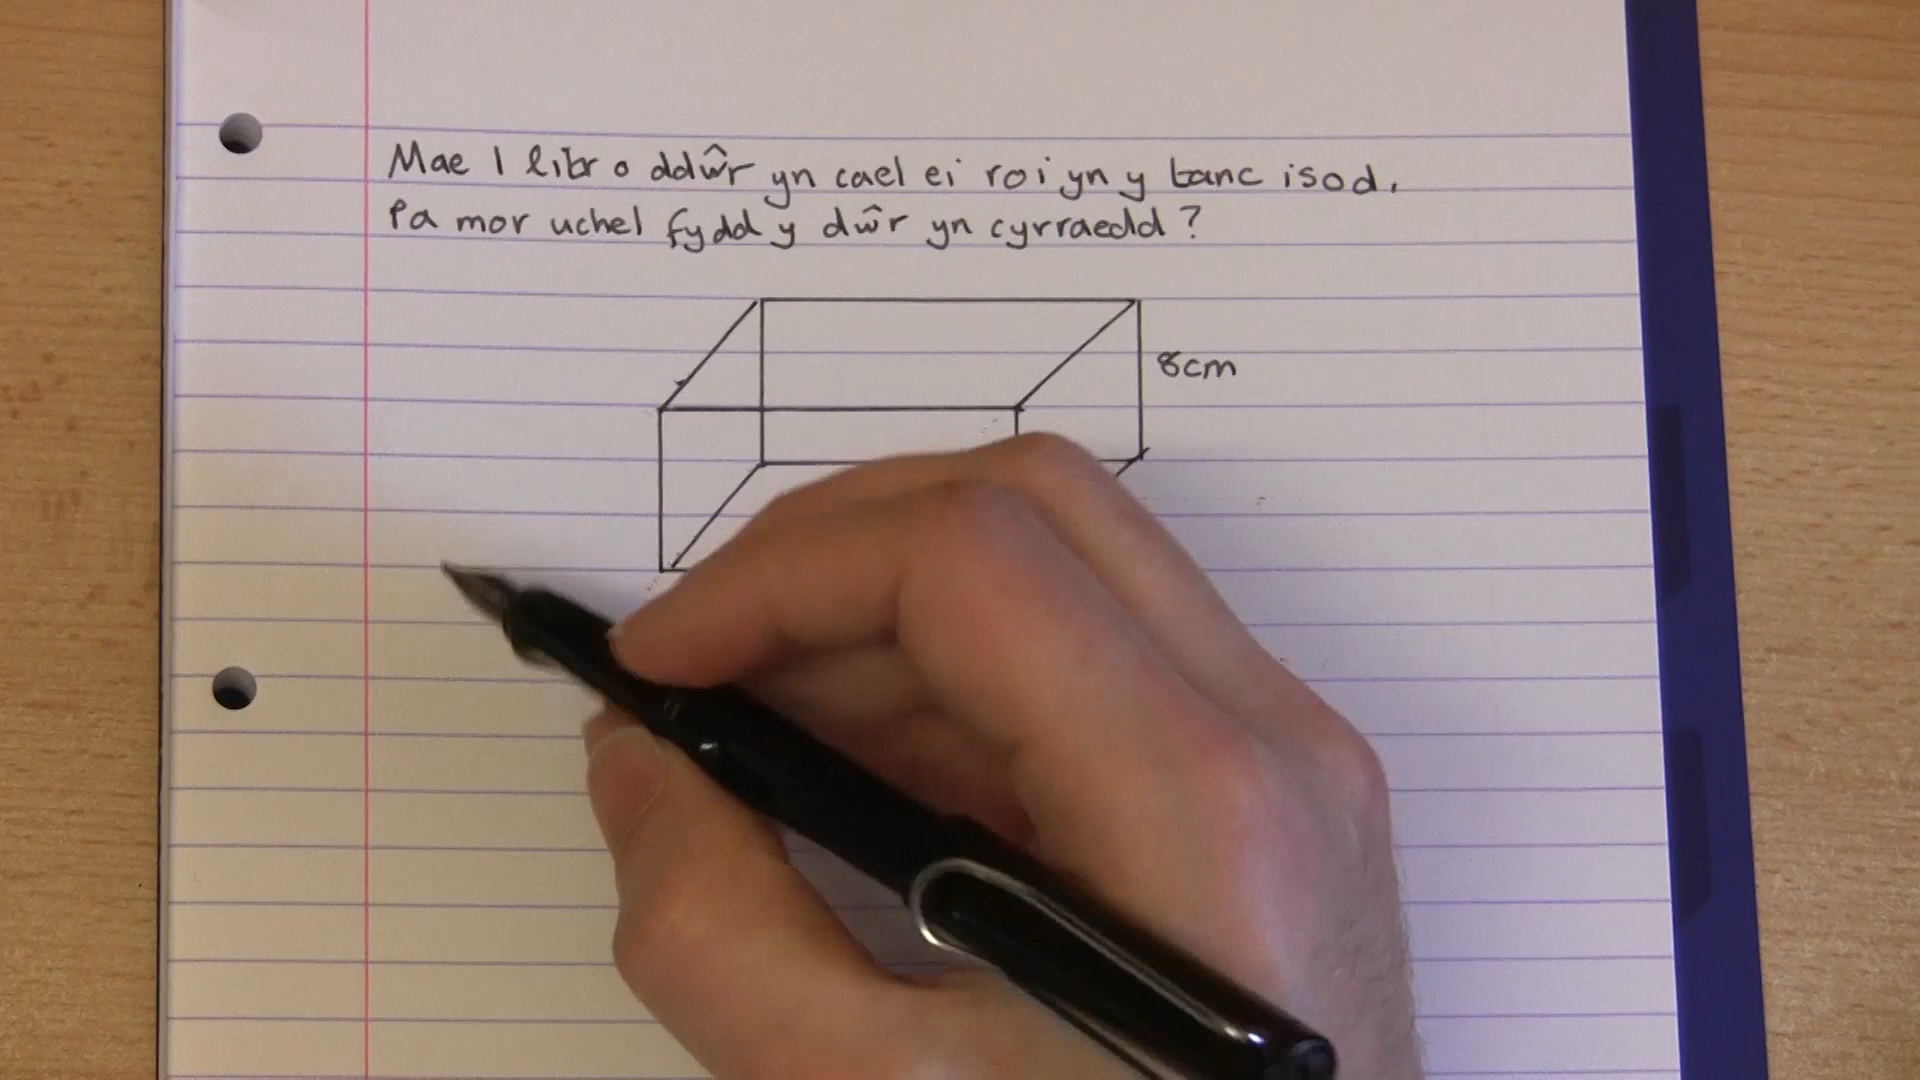 Mae 1 litr o ddŵr yn cael ei roi yn y tanc isod.
Pa mor uchel fydd y dŵr yn cyrraedd?
8cm